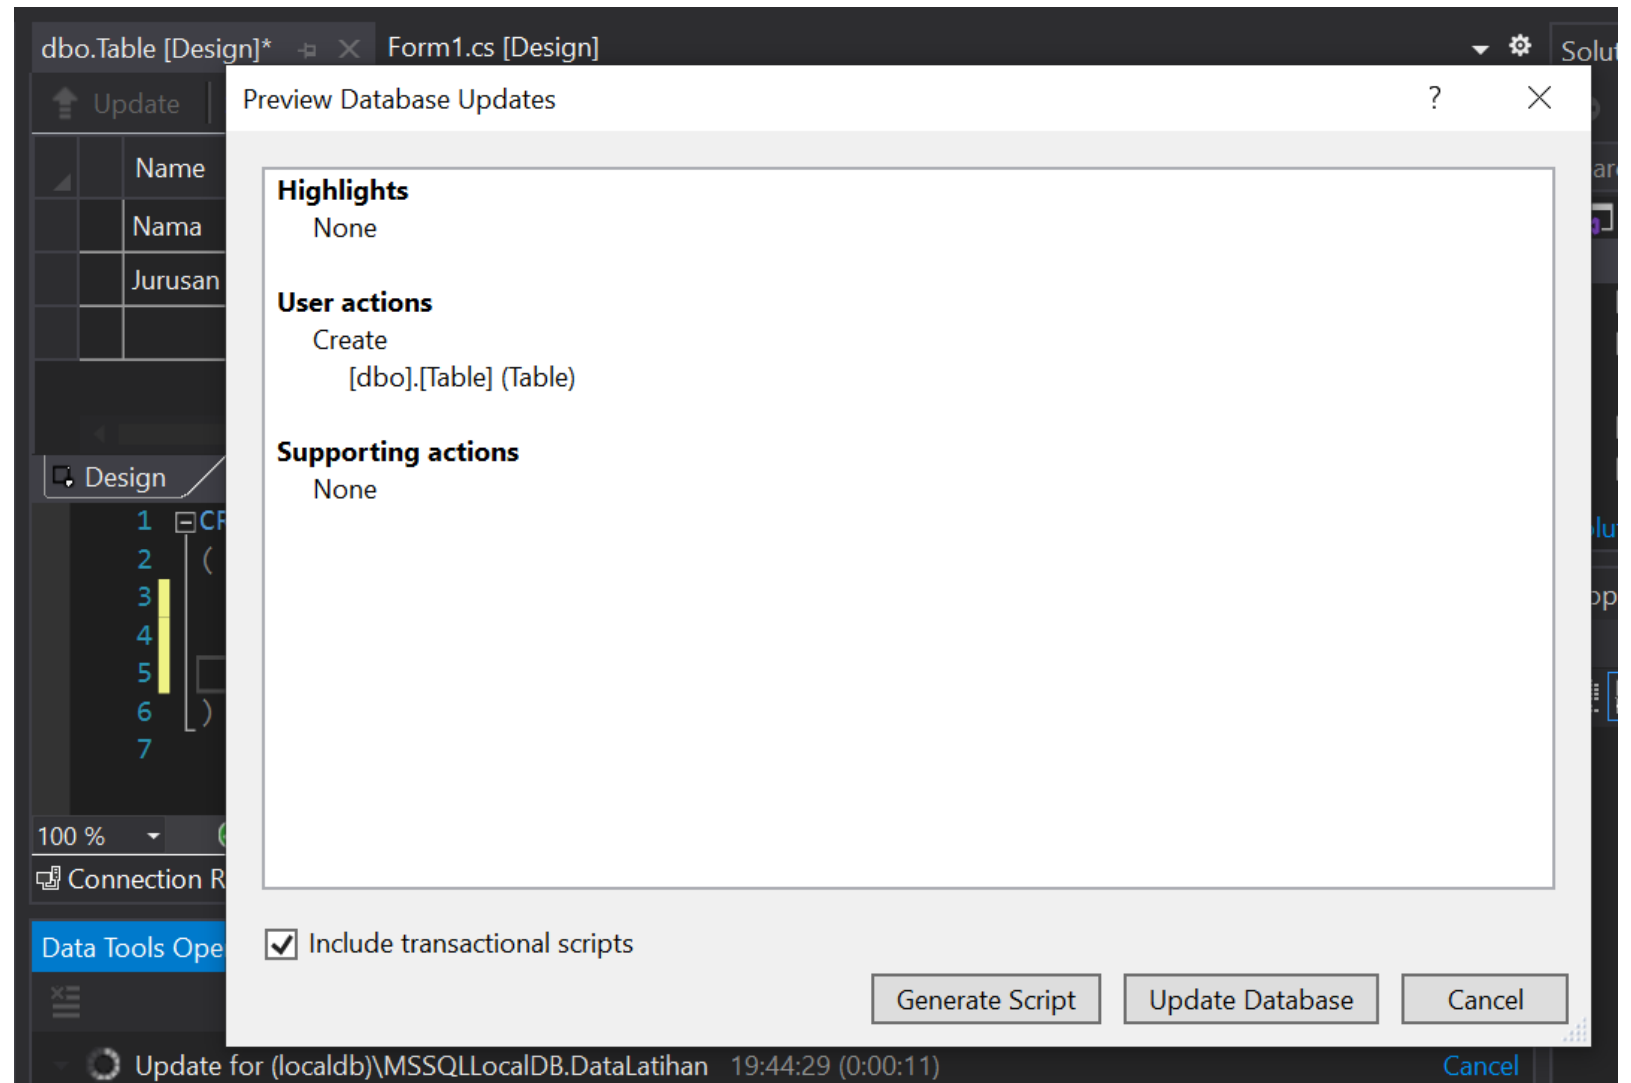 dbo.Table [Design]*
Form1.cs [Design]
Update
Preview Database Updates
?
Name
Nama
Jurusan
Highlights
None
User actions
Create
[dbo].[Table] (Table)
Supporting actions
None
Design
1
2 (
3
4
5
6 )
7
100 %
Connection
Include transactional scripts
Data Tools
Generate Script
Update Database
Cancel
Update for (localdb)\MSSQLLocalDB.DataLatihan 19:44:29 (0:00:11)
Cancel